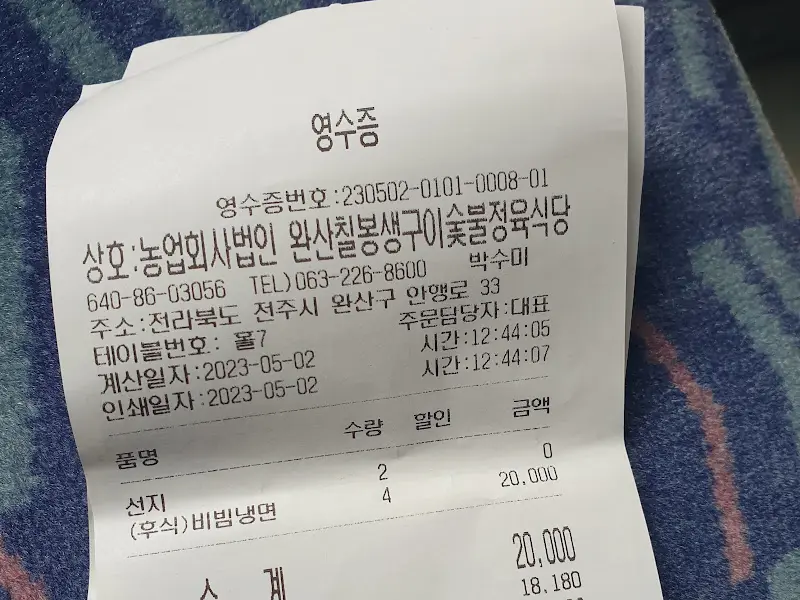 영수증
영수증번호:230502-0101-0008-01
상호:농업회사법인 완산칠봉생구이숯불정육식당
640-86-03056 TEL)063-226-8600 박수미
주소:전라북도 전주시 완산구 안행로 33
테이블번호: 홀7 주문담당자:대표
계산일자:2023-05-02 시간:12:44:05
인쇄일자:2023-05-02 시간:12:44:07
품명 수량 할인 금액
선지 2 0
(후식)비빔냉면 4 20,000
소 계 20,000
18,180